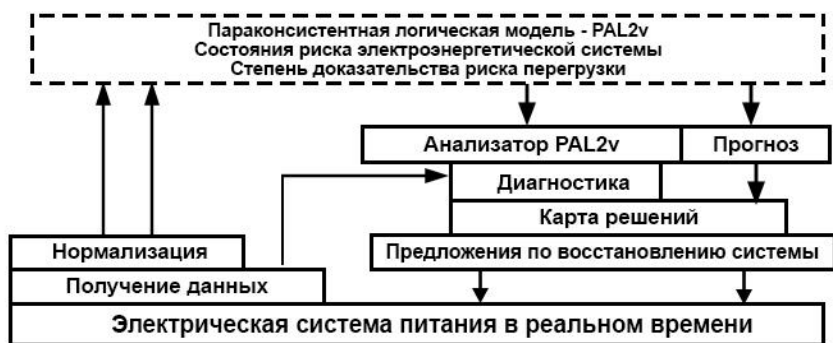 Параконсистентная логическая модель - PAL2v
Состояния риска электроэнергетической системы
Степень доказательства риска перегрузки
Анализатор PAL2v
Прогноз
Диагностика
Карта решений
Нормализация
Предложения по восстановлению системы
Получение данных
Электрическая система питания в реальном времени